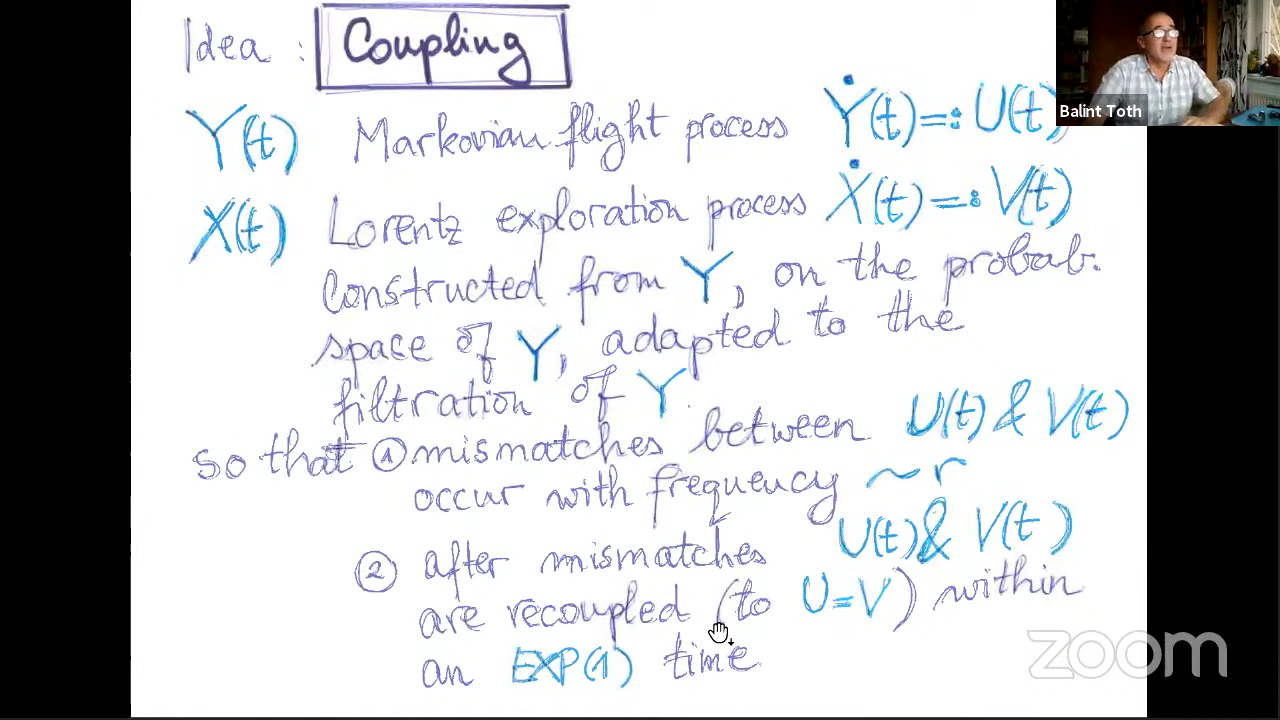 Idea : Coupling
Y(t) Markovian flight process Ẏ(t)=:U(t)
X(t) Lorentz exploration process Ẋ(t)=:V(t)
constructed from Y, on the probab.
space of Y, adapted to the
filtration of Y.
so that ① mismatches between U(t) & V(t)
occur with frequency ~r
② after mismatches U(t) & V(t)
are recoupled (to U=V) within
an EXP(1) time
Balint Toth
zoom